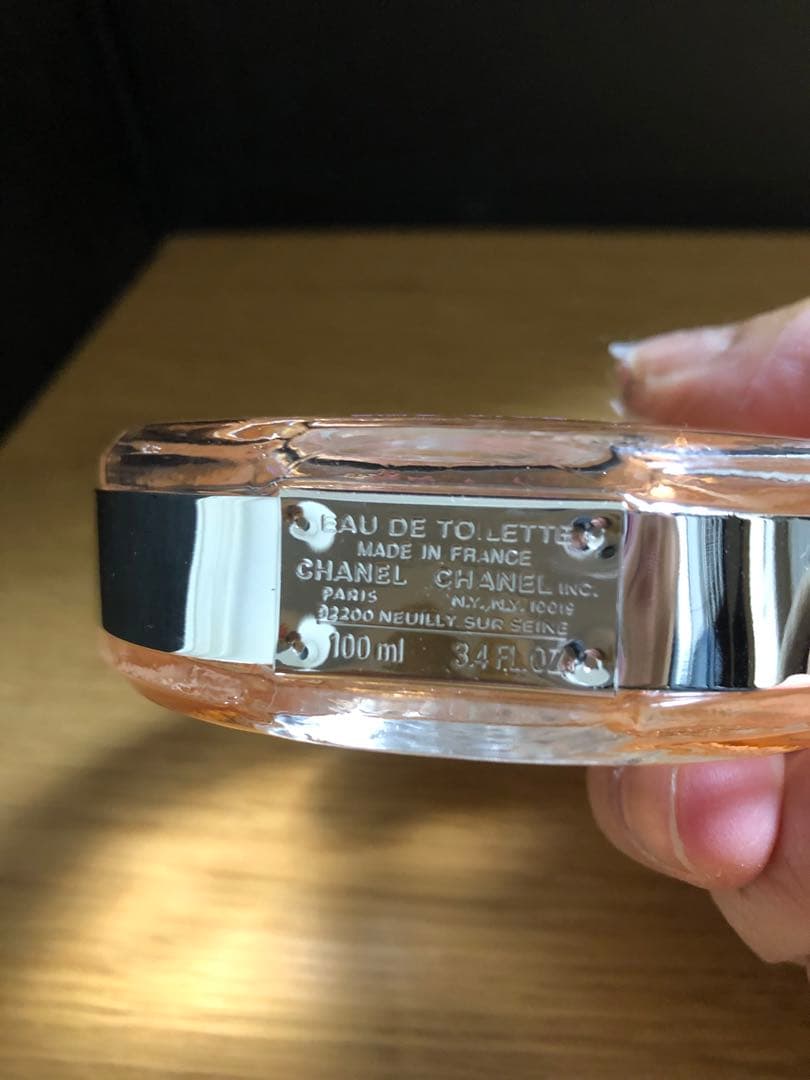 EAU DE TOILETTE
MADE IN FRANCE
CHANEL CHANEL INC.
PARIS N.Y., N.Y. 10019
92200 NEUILLY SUR SEINE
100 ml 3.4 FL. OZ